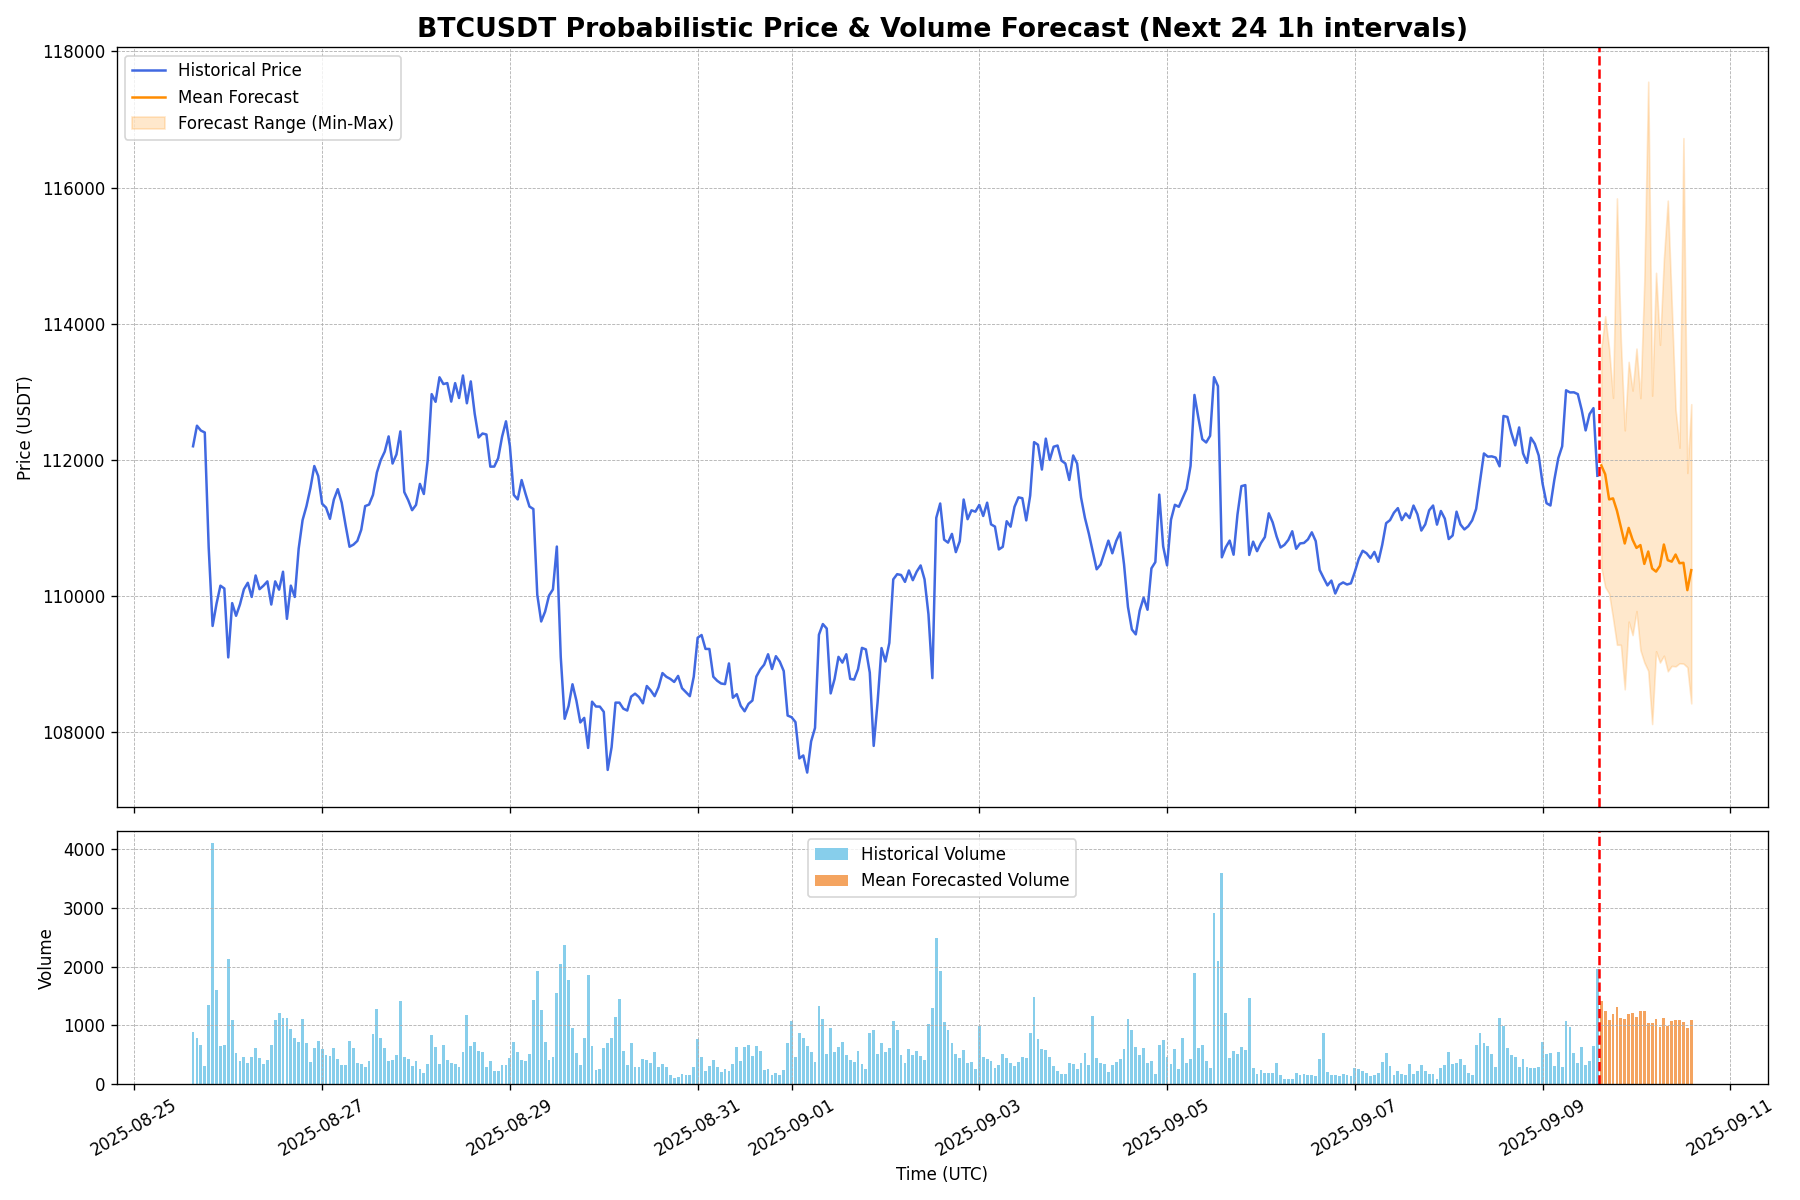 BTCUSDT Probabilistic Price & Volume Forecast (Next 24 1h intervals)
118000
116000
114000
112000
110000
108000
Price (USDT)
Historical Price
Mean Forecast
Forecast Range (Min-Max)
4000
3000
2000
1000
0
Volume
Historical Volume
Mean Forecasted Volume
2025-08-25
2025-08-27
2025-08-29
2025-08-31
2025-09-01
2025-09-03
2025-09-05
2025-09-07
2025-09-09
2025-09-11
Time (UTC)